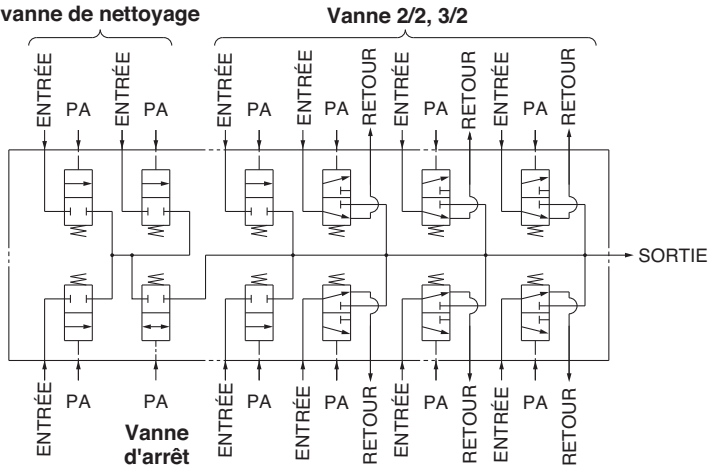 vanne de nettoyage
Vanne 2/2, 3/2
ENTRÉE
PA
ENTRÉE
PA
ENTRÉE
PA
ENTRÉE
PA
RETOUR
ENTRÉE
PA
RETOUR
ENTRÉE
PA
RETOUR
SORTIE
ENTRÉE
PA
PA
ENTRÉE
PA
ENTRÉE
PA
RETOUR
ENTRÉE
PA
RETOUR
ENTRÉE
PA
RETOUR
Vanne
d'arrêt